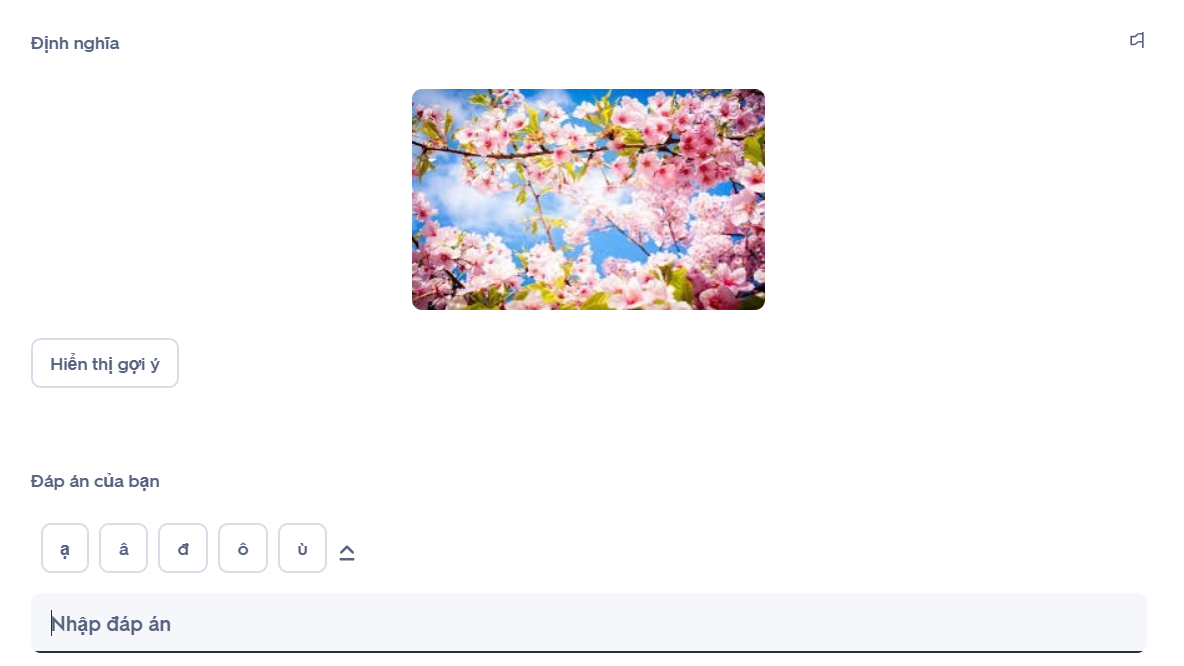 Định nghĩa
Hiển thị gợi ý
Đáp án của bạn
ạ â đ ô ù
Nhập đáp án